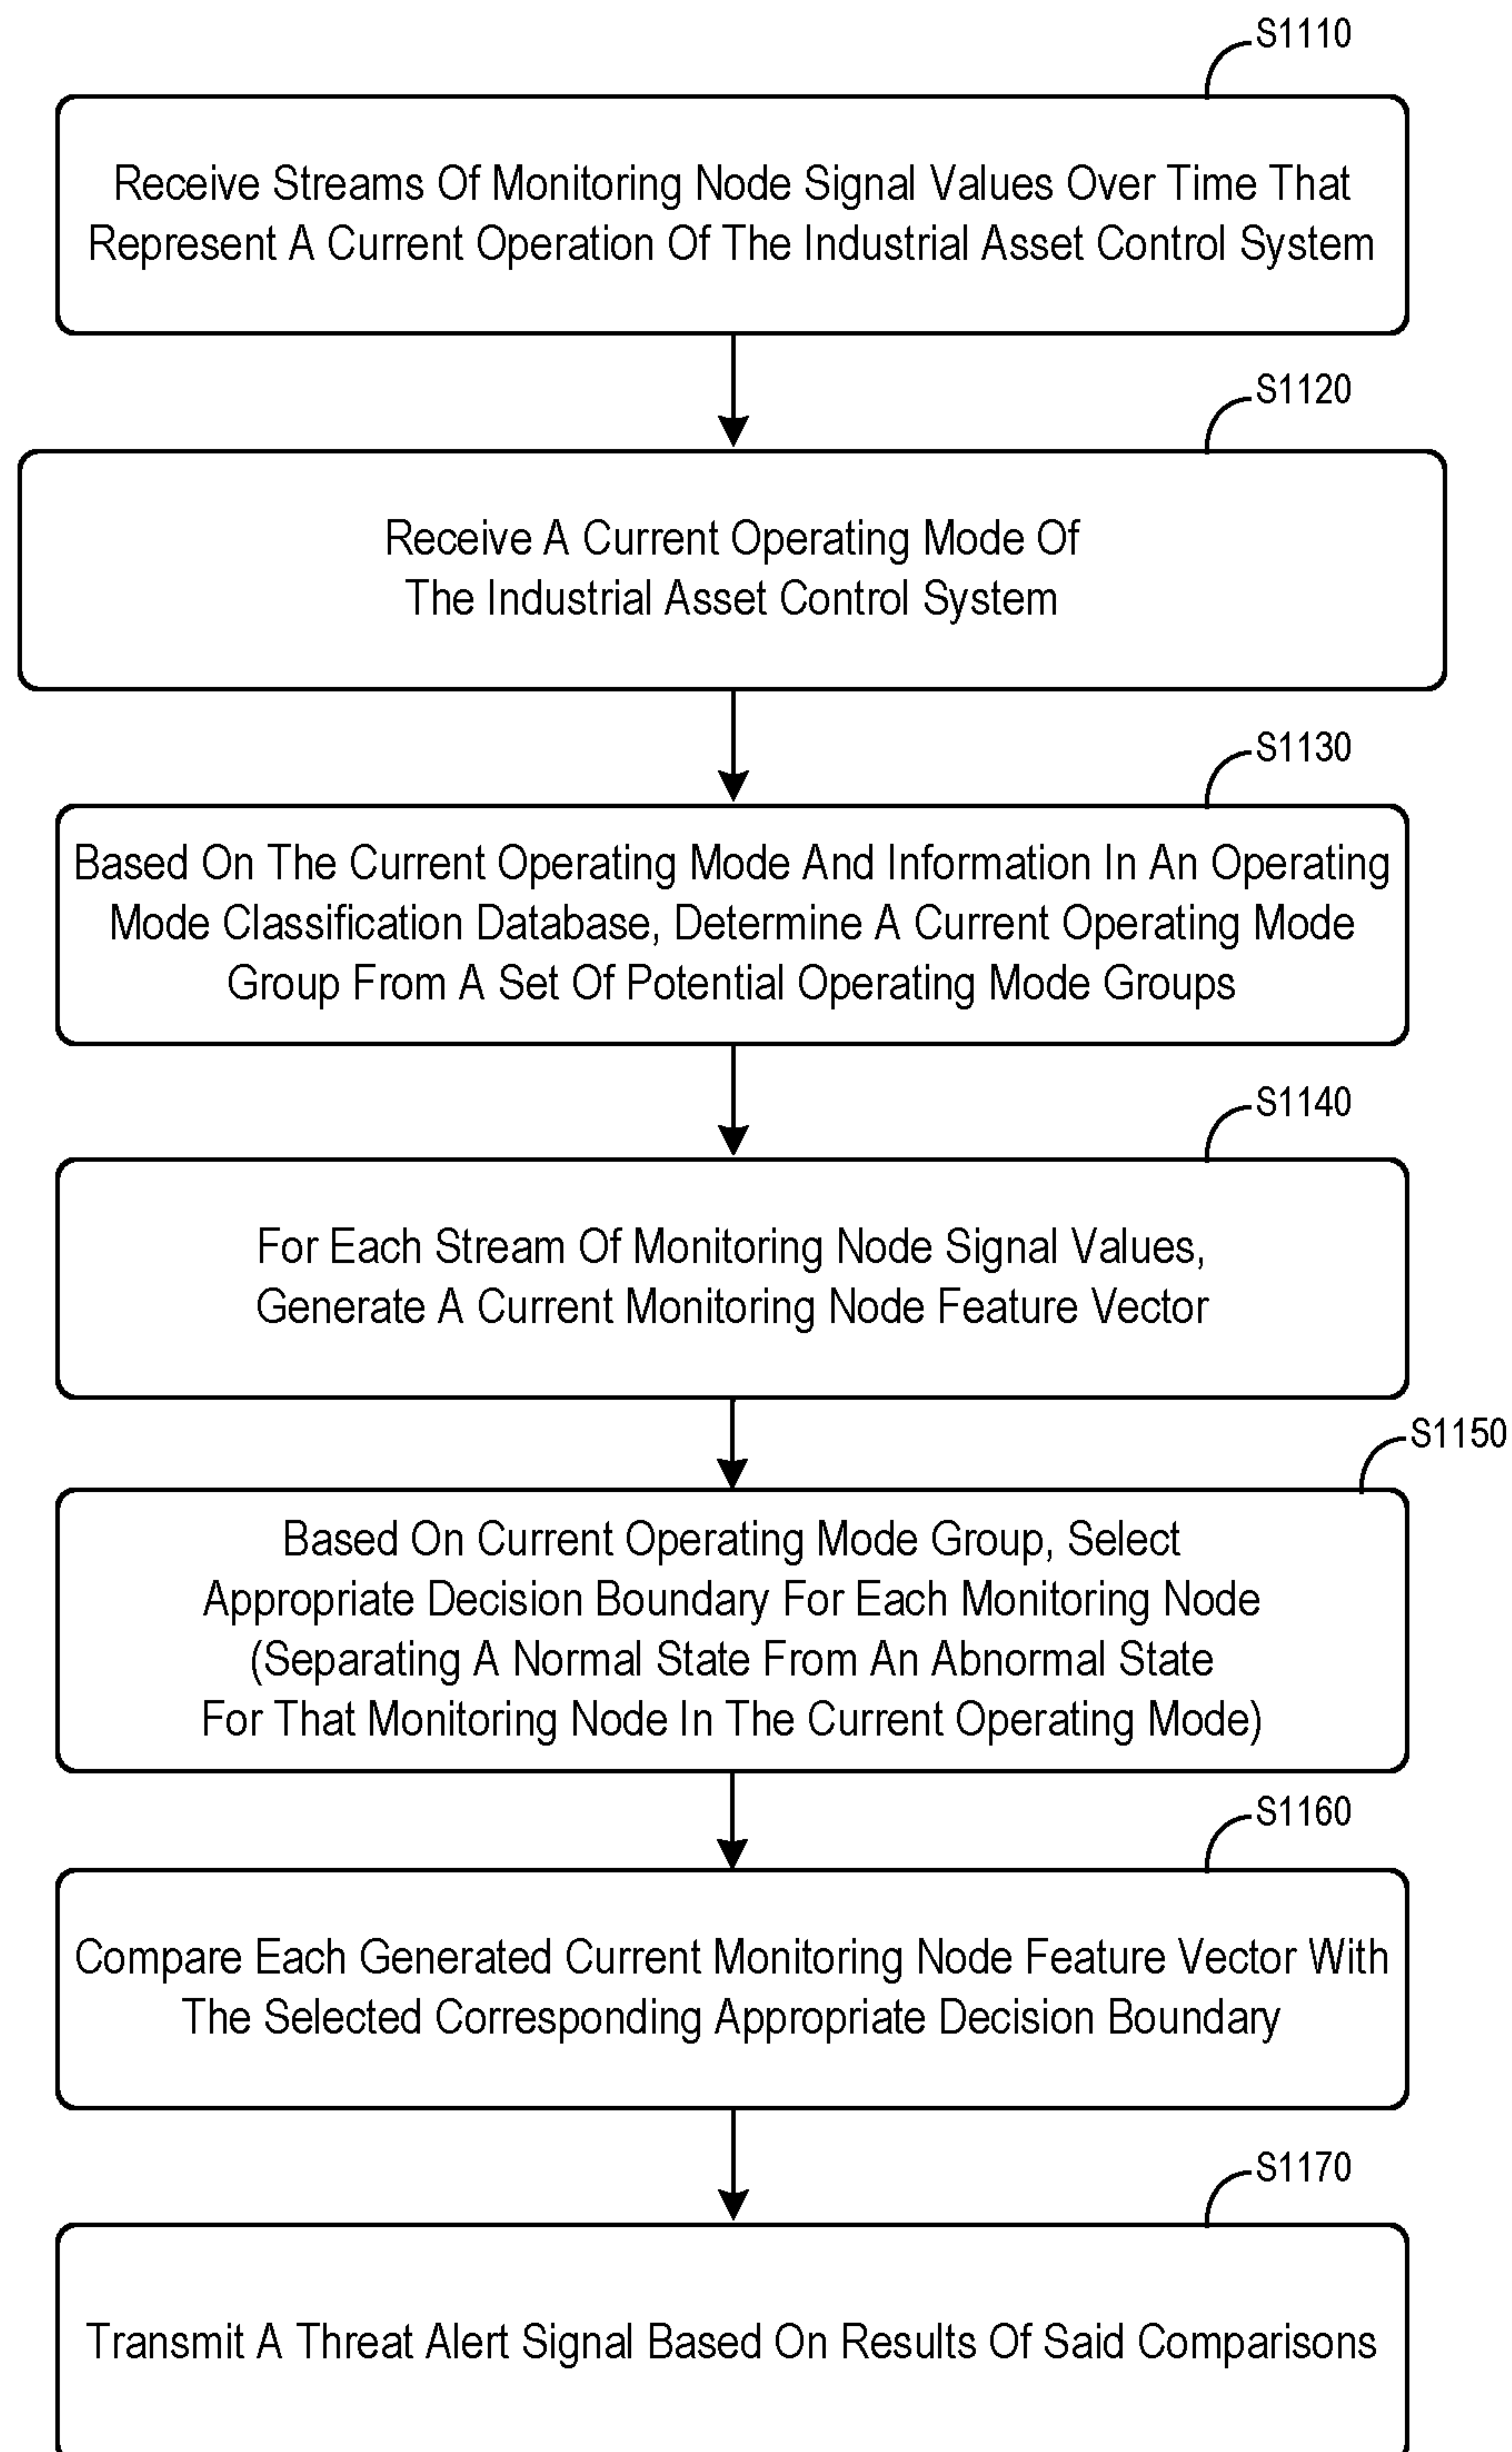 S1110
Receive Streams Of Monitoring Node Signal Values Over Time That
Represent A Current Operation Of The Industrial Asset Control System
S1120
Receive A Current Operating Mode Of
The Industrial Asset Control System
S1130
Based On The Current Operating Mode And Information In An Operating
Mode Classification Database, Determine A Current Operating Mode
Group From A Set Of Potential Operating Mode Groups
S1140
For Each Stream Of Monitoring Node Signal Values,
Generate A Current Monitoring Node Feature Vector
S1150
Based On Current Operating Mode Group, Select
Appropriate Decision Boundary For Each Monitoring Node
(Separating A Normal State From An Abnormal State
For That Monitoring Node In The Current Operating Mode)
S1160
Compare Each Generated Current Monitoring Node Feature Vector With
The Selected Corresponding Appropriate Decision Boundary
S1170
Transmit A Threat Alert Signal Based On Results Of Said Comparisons